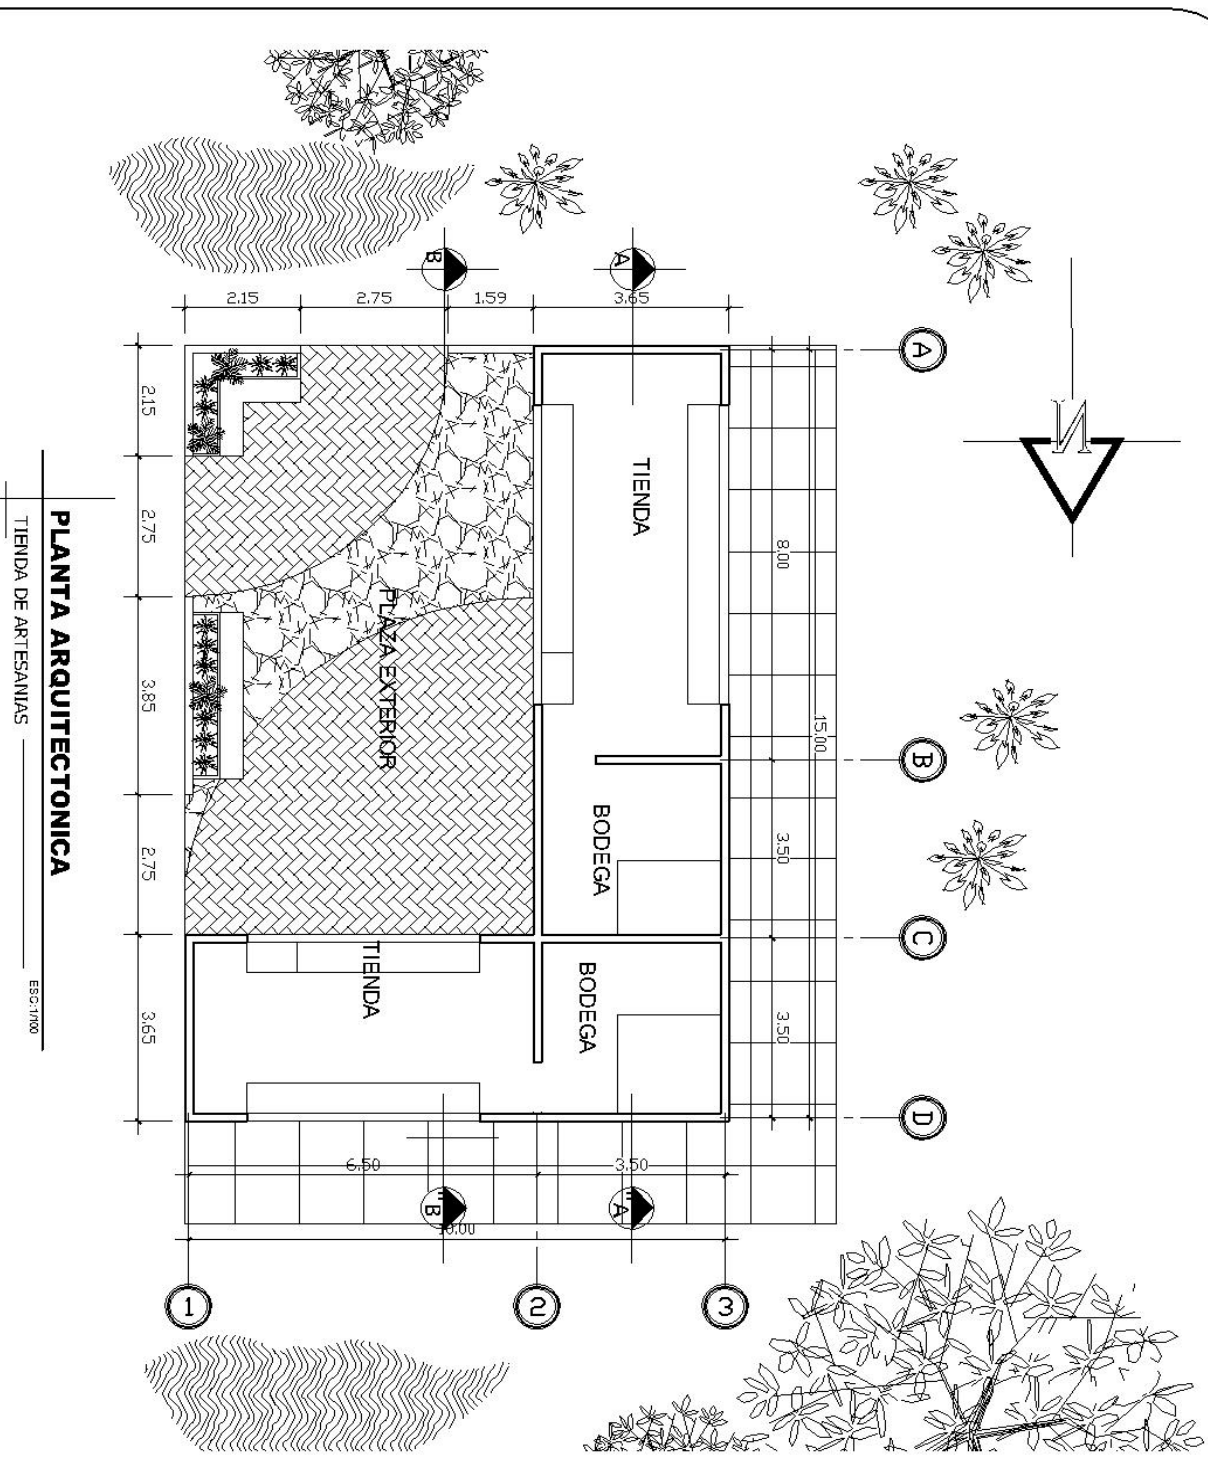 B
A
2.15
2.75
1.59
3.65
A
N
2.15
2.75
3.85
2.75
3.65
TIENDA
8.00
15.00
PLAZA EXTERIOR
B
BODEGA
3.50
C
TIENDA
BODEGA
3.50
D
6.50
3.50
B"
A"
10.00
1
2
3
PLANTA ARQUITECTONICA
TIENDA DE ARTESANIAS
ESC:1/100